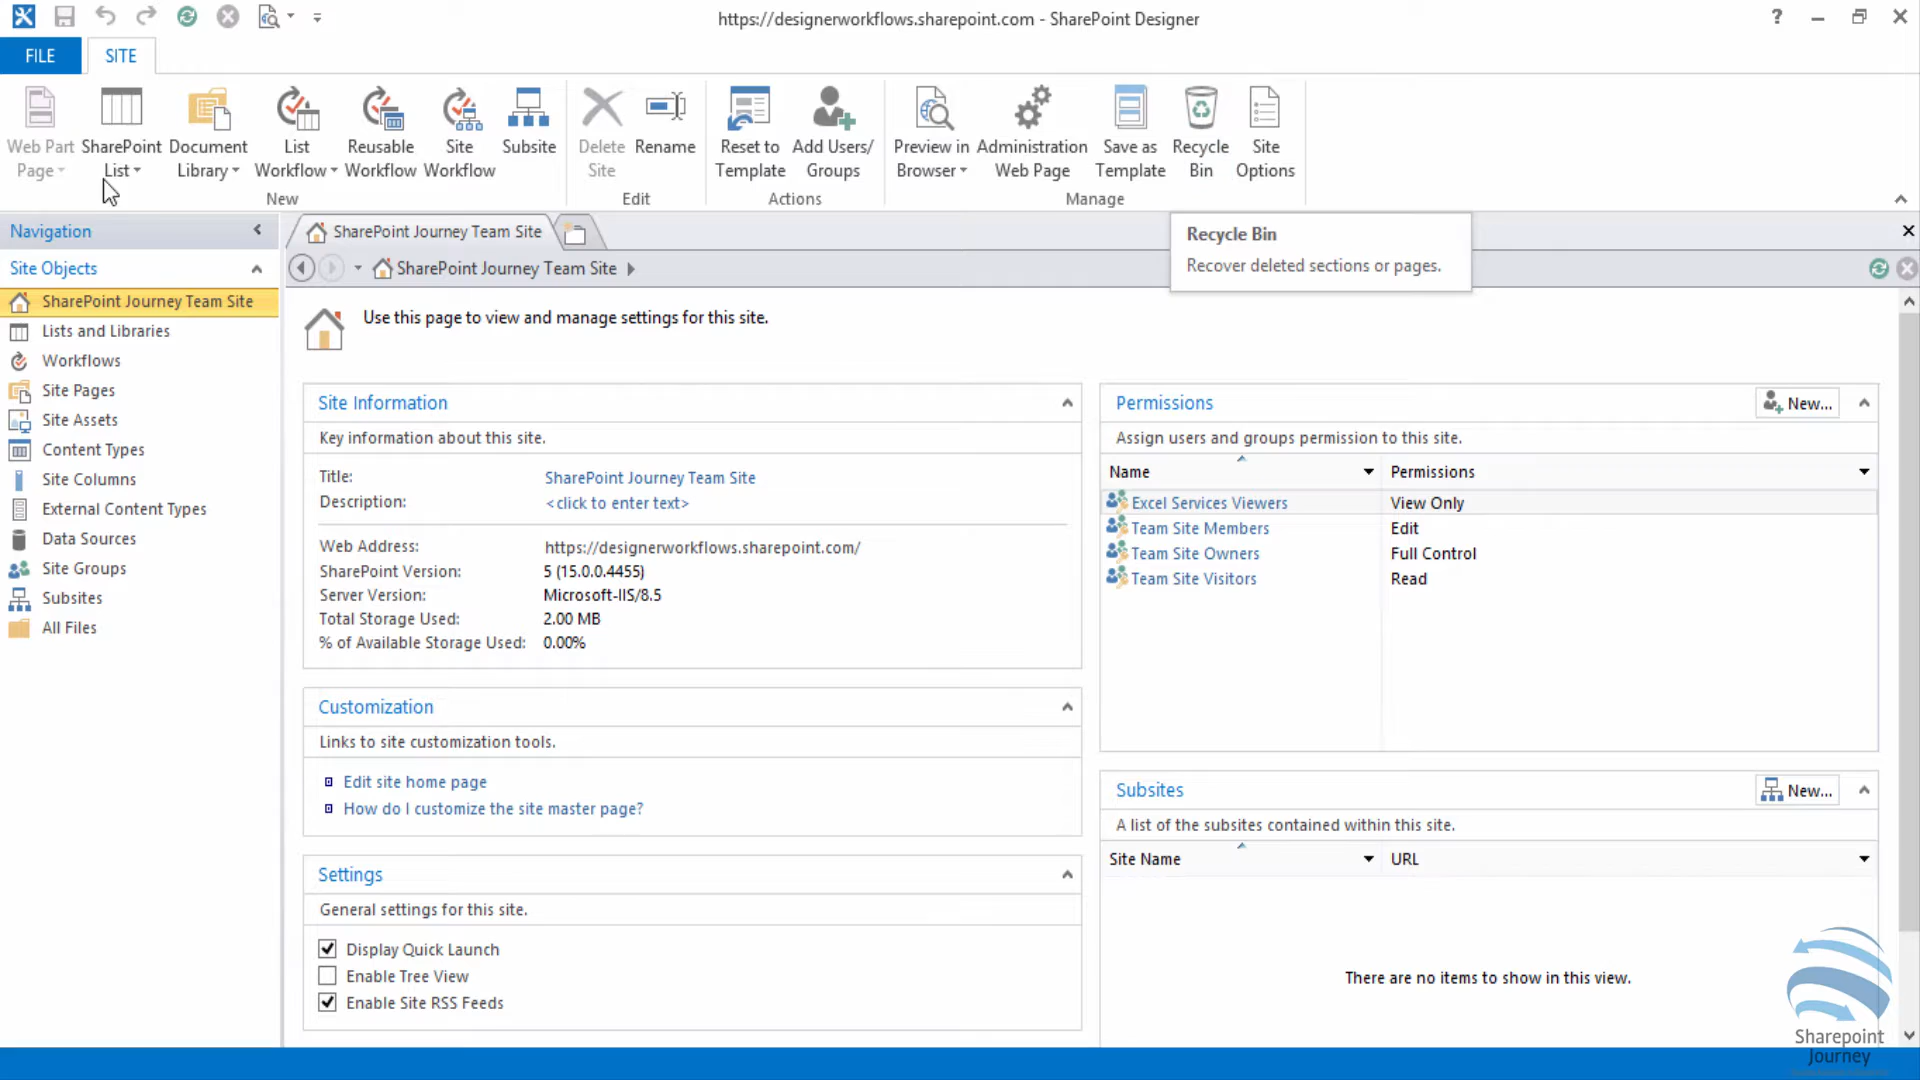 https://designerworkflows.sharepoint.com - SharePoint Designer
?
FILE
SITE
Web Part Page
SharePoint List
Document Library
List Workflow
Reusable Workflow
Site Workflow
Subsite
Delete Site
Rename
Reset to Template
Add Users/ Groups
Preview in Browser
Administration Web Page
Save as Template
Recycle Bin
Site Options
New
Edit
Actions
Manage
Navigation
SharePoint Journey Team Site
Recycle Bin
Recover deleted sections or pages.
Site Objects
SharePoint Journey Team Site
SharePoint Journey Team Site
Lists and Libraries
Workflows
Site Pages
Site Assets
Content Types
Site Columns
External Content Types
Data Sources
Site Groups
Subsites
All Files
Use this page to view and manage settings for this site.
Site Information
Key information about this site.
Title: SharePoint Journey Team Site
Description: <click to enter text>
Web Address: https://designerworkflows.sharepoint.com/
SharePoint Version: 5 (15.0.0.4455)
Server Version: Microsoft-IIS/8.5
Total Storage Used: 2.00 MB
% of Available Storage Used: 0.00%
Customization
Links to site customization tools.
Edit site home page
How do I customize the site master page?
Settings
General settings for this site.
Display Quick Launch
Enable Tree View
Enable Site RSS Feeds
Permissions
New...
Assign users and groups permission to this site.
Name Permissions
Excel Services Viewers View Only
Team Site Members Edit
Team Site Owners Full Control
Team Site Visitors Read
Subsites
New...
A list of the subsites contained within this site.
Site Name URL
There are no items to show in this view.
Sharepoint
Journey